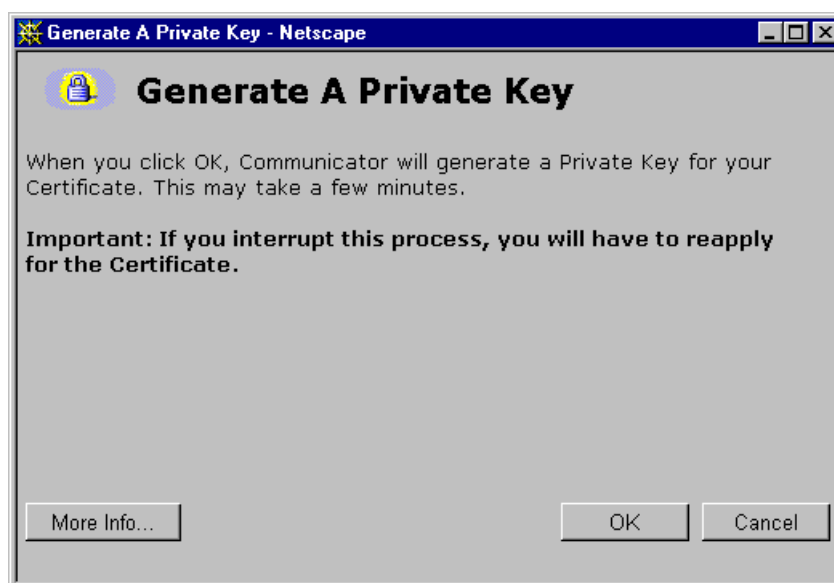 Generate A Private Key - Netscape
Generate A Private Key
When you click OK, Communicator will generate a Private Key for your
Certificate. This may take a few minutes.
Important: If you interrupt this process, you will have to reapply
for the Certificate.
More Info...
OK
Cancel